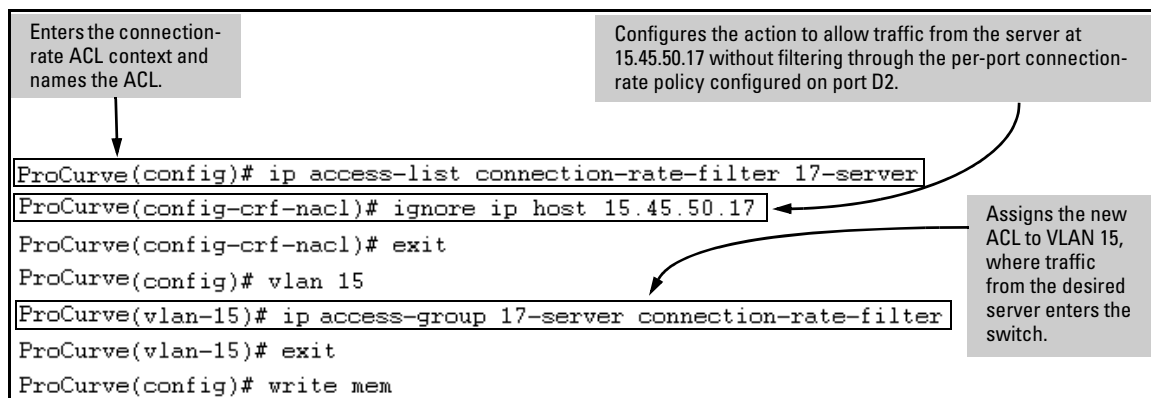 Enters the connection-
rate ACL context and
names the ACL.
Configures the action to allow traffic from the server at
15.45.50.17 without filtering through the per-port connection-
rate policy configured on port D2.
ProCurve(config)# ip access-list connection-rate-filter 17-server
ProCurve(config-crf-nacl)# ignore ip host 15.45.50.17
ProCurve(config-crf-nacl)# exit
ProCurve(config)# vlan 15
ProCurve(vlan-15)# ip access-group 17-server connection-rate-filter
ProCurve(vlan-15)# exit
ProCurve(config)# write mem
Assigns the new
ACL to VLAN 15,
where traffic
from the desired
server enters the
switch.